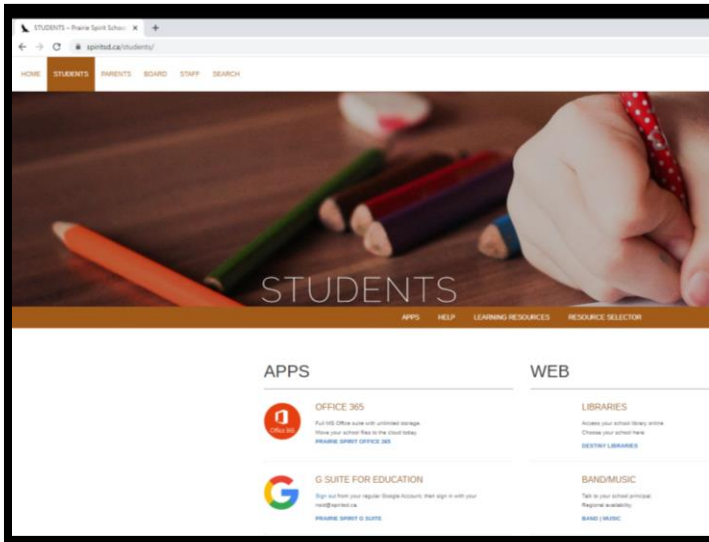 STUDENTS – Prairie Spirit School
spiritsd.ca/students/
HOME STUDENTS PARENTS BOARD STAFF SEARCH
STUDENTS
APPS HELP LEARNING RESOURCES RESOURCE SELECTOR
APPS
OFFICE 365
Office 365
Full MS Office suite with unlimited storage.
Move your school files to the cloud today.
PRAIRIE SPIRIT OFFICE 365
G SUITE FOR EDUCATION
Sign out from your regular Google Account, then sign in with your
@spiritsd.ca.
PRAIRIE SPIRIT G SUITE
WEB
LIBRARIES
Access your school library online
Choose your school here.
DESTINY LIBRARIES
BAND/MUSIC
Talk to your school principal.
Regional availability.
BAND | MUSIC